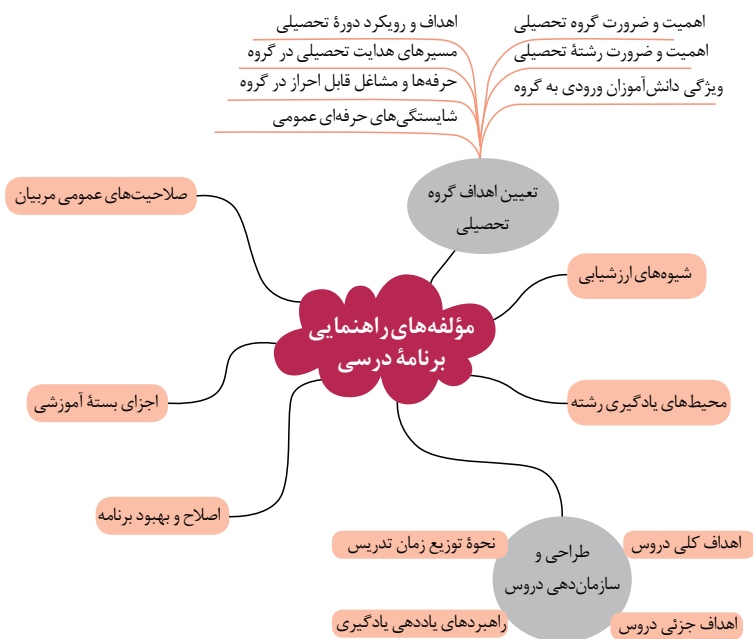 اهمیت و ضرورت گروه تحصیلی
اهمیت و ضرورت رشتهٔ تحصیلی
ویژگی دانش‌آموزان ورودی به گروه
اهداف و رویکرد دورهٔ تحصیلی
مسیرهای هدایت تحصیلی در گروه
حرفه‌ها و مشاغل قابل احراز در گروه
شایستگی‌های حرفه‌ای عمومی
تعیین اهداف گروه
تحصیلی
صلاحیت‌های عمومی مربیان
شیوه‌های ارزشیابی
مؤلفه‌های راهنمایی
برنامهٔ درسی
محیط‌های یادگیری رشته
اجزای بستهٔ آموزشی
اصلاح و بهبود برنامه
طراحی و
سازمان‌دهی دروس
اهداف کلی دروس
نحوهٔ توزیع زمان تدریس
اهداف جزئی دروس
راهبردهای یاددهی یادگیری